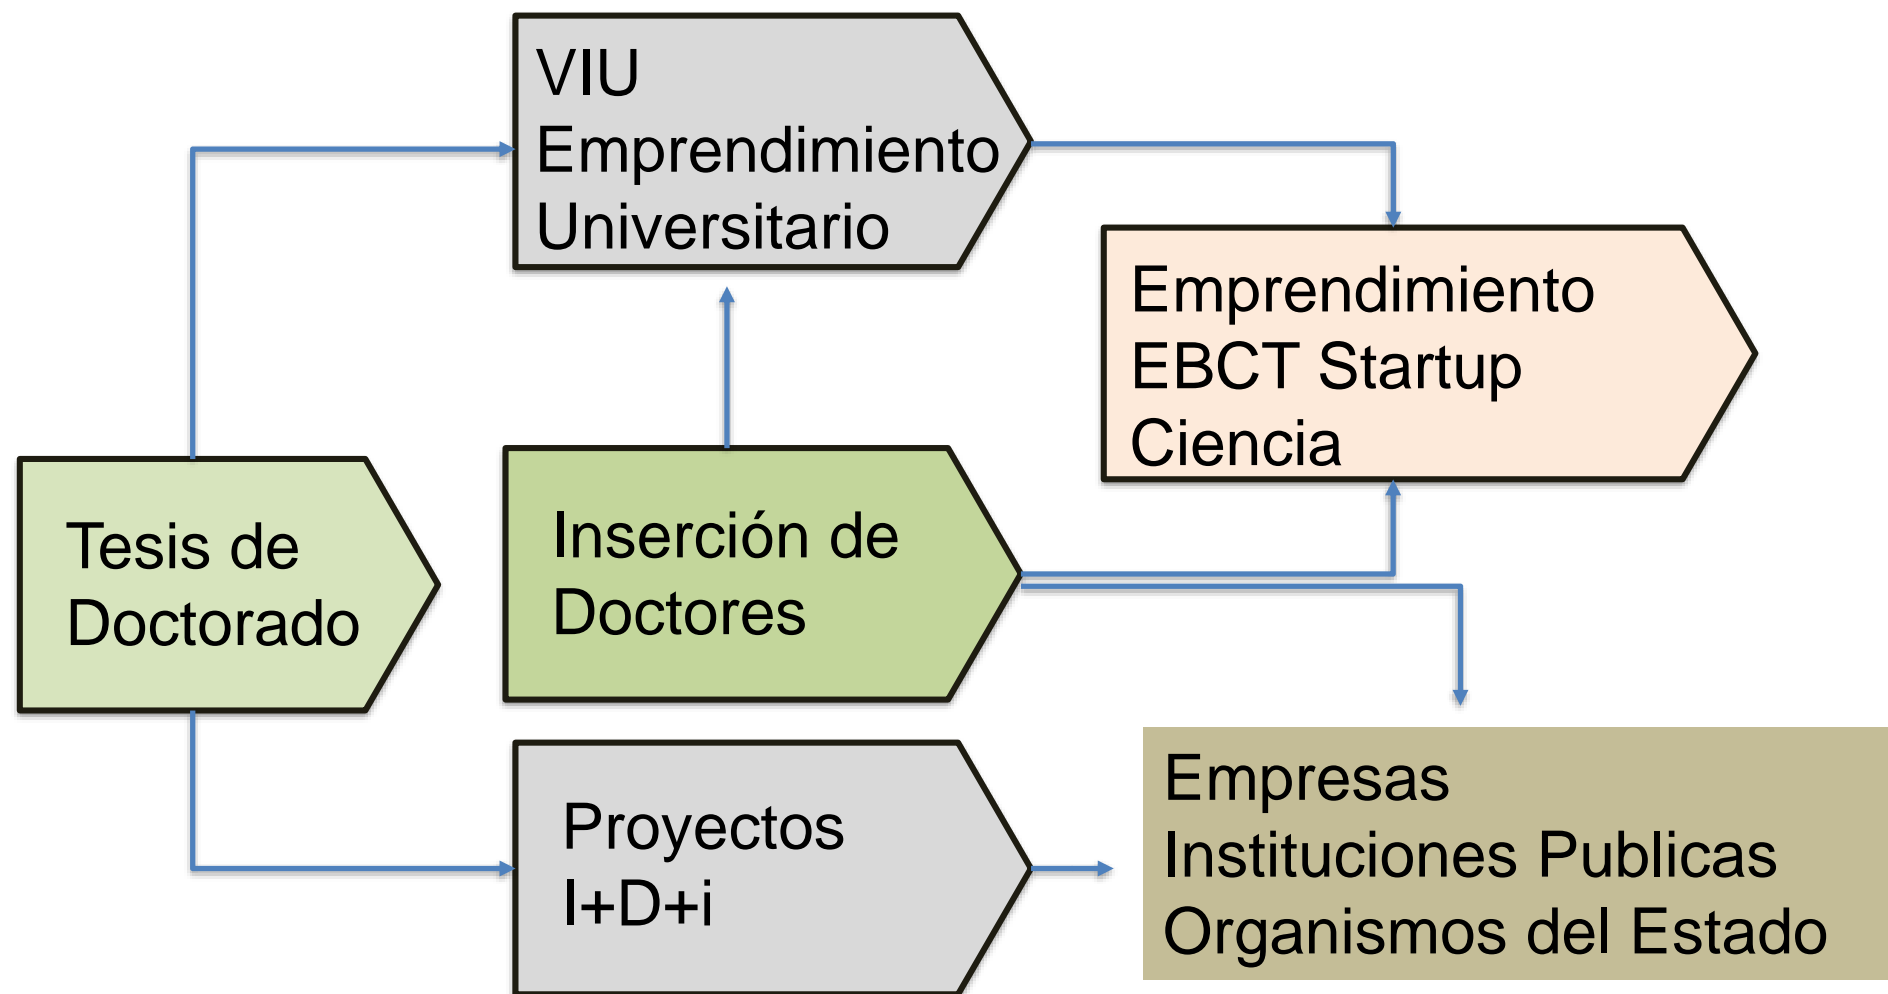 VIU
Emprendimiento
Universitario
Emprendimiento
EBCT Startup
Ciencia
Tesis de
Doctorado
Inserción de
Doctores
Proyectos
I+D+i
Empresas
Instituciones Publicas
Organismos del Estado